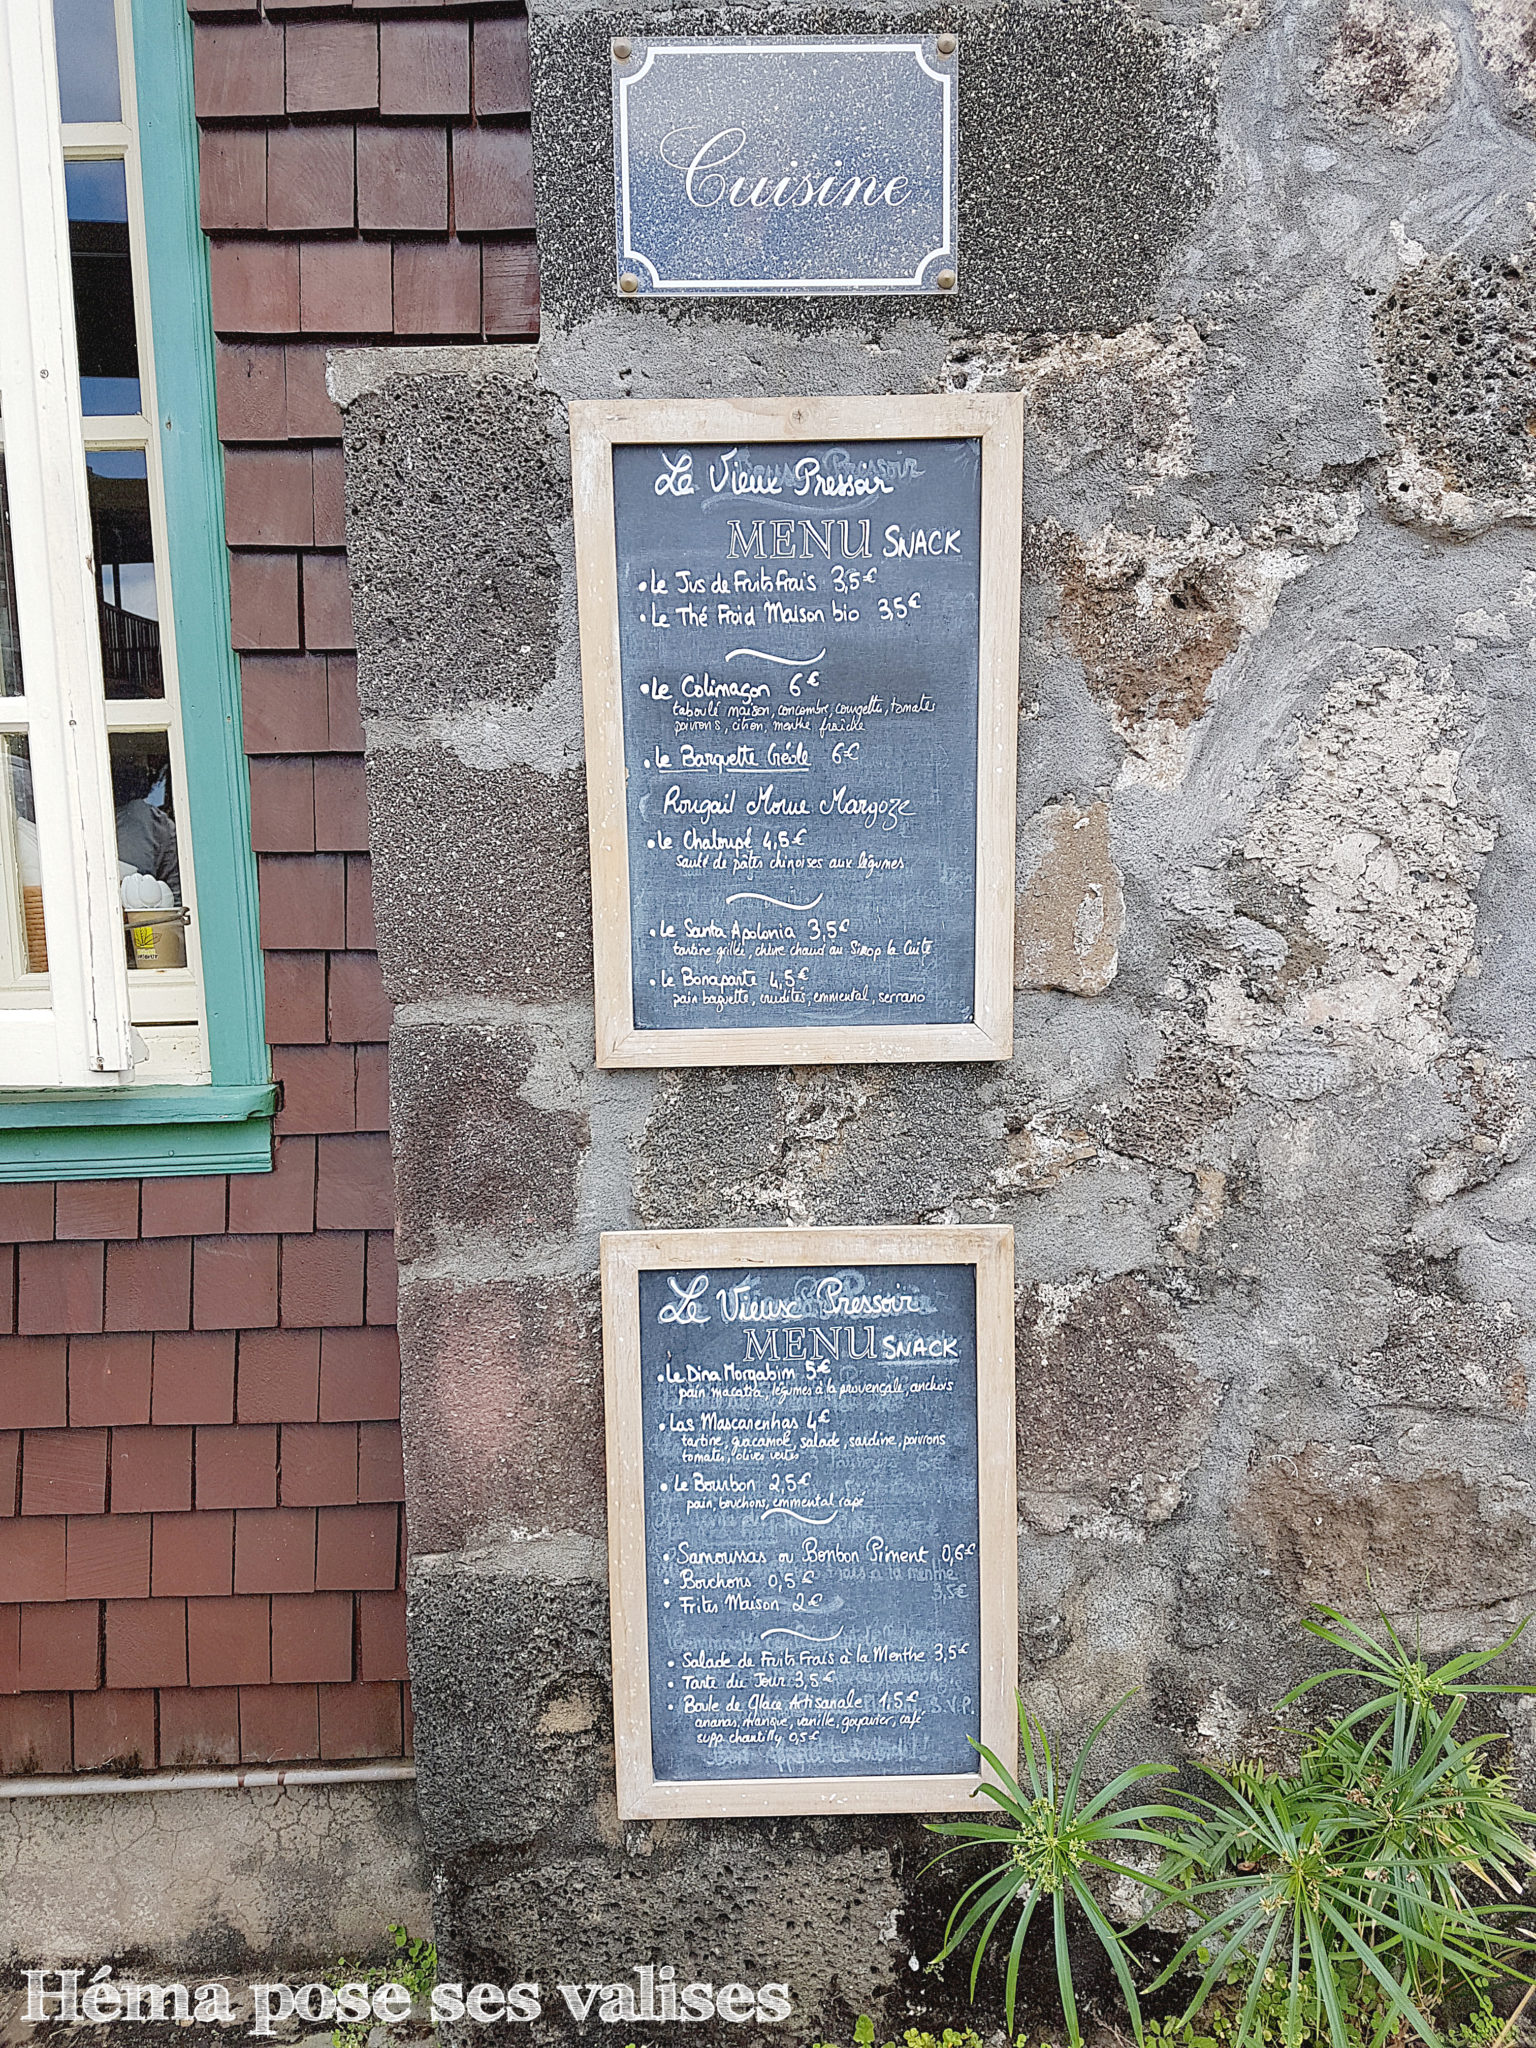 Cuisine
Le Vieux Pressoir
MENU SNACK
• Le Jus de Fruits Frais 3,5€
• Le Thé Froid Maison bio 3,5€
• Le Colimaçon 6€
taboulé maison, concombre, courgette, tomates
poivrons, citron, menthe fraîche
• Le Barquette Créole 6€
Rougail Morue Margoze
• Le Chaloupé 4,5€
sauté de pâtes chinoises aux légumes
• Le Santa Apolonia 3,5€
tartine grillée, chèvre chaud au Sirop la Cuite
• Le Bonaparte 4,5€
pain baguette, crudités, emmental, serrano
Le Vieux Pressoir
MENU SNACK
• Le Dina Morgabim 5€
pain macatia, légumes à la provençale, anchois
• Las Mascarenhas 4€
tartine, guacamole, salade, sardine, poivrons
tomates, olives vertes
• Le Bourbon 2,5€
pain, bouchons, emmental rapé
• Samoussas ou Bonbon Piment 0,6€
• Bouchons 0,5€
• Frites Maison 2€
• Salade de Fruits Frais à la Menthe 3,5€
• Tarte du Jour 3,5€
• Boule de Glace Artisanale 1,5€
ananas, mangue, vanille, goyavier, café
supp chantilly 0,5€
Héma pose ses valises